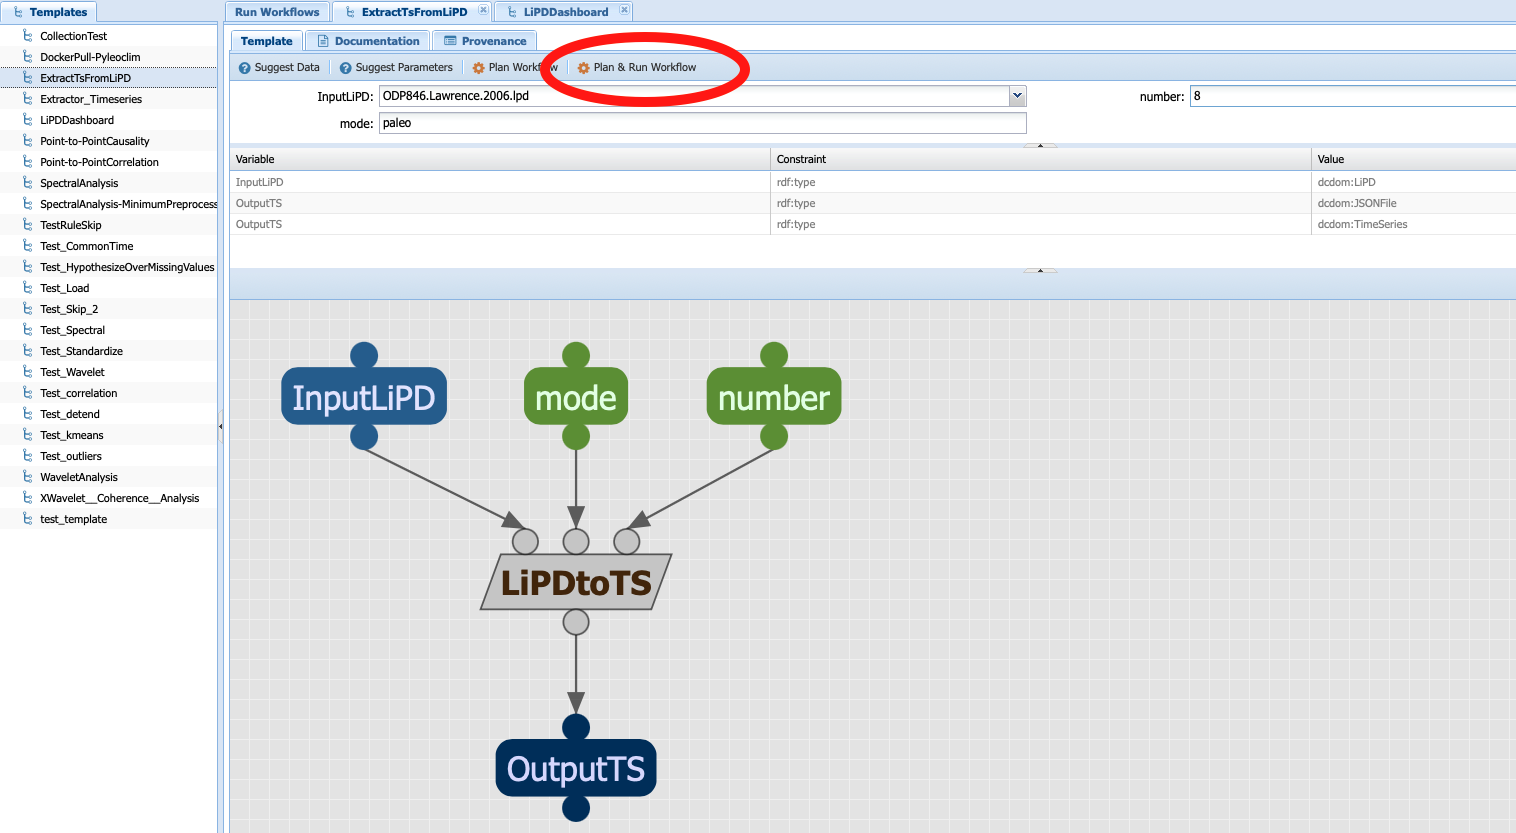 Templates
Run Workflows
ExtractTsFromLiPD
LiPDDashboard
CollectionTest
DockerPull-Pyleoclim
ExtractTsFromLiPD
Extractor_Timeseries
LiPDDashboard
Point-to-PointCausality
Point-to-PointCorrelation
SpectralAnalysis
SpectralAnalysis-MinimumPreprocess
TestRuleSkip
Test_CommonTime
Test_HypothesizeOverMissingValues
Test_Load
Test_Skip_2
Test_Spectral
Test_Standardize
Test_Wavelet
Test_correlation
Test_detend
Test_kmeans
Test_outliers
WaveletAnalysis
XWavelet__Coherence__Analysis
test_template
Template
Documentation
Provenance
Suggest Data
Suggest Parameters
Plan Workflow
Plan & Run Workflow
InputLiPD: ODP846.Lawrence.2006.lpd
number: 8
mode: paleo
Variable Constraint Value
InputLiPD rdf:type dcdom:LiPD
OutputTS rdf:type dcdom:JSONFile
OutputTS rdf:type dcdom:TimeSeries
InputLiPD
mode
number
LiPDtoTS
OutputTS